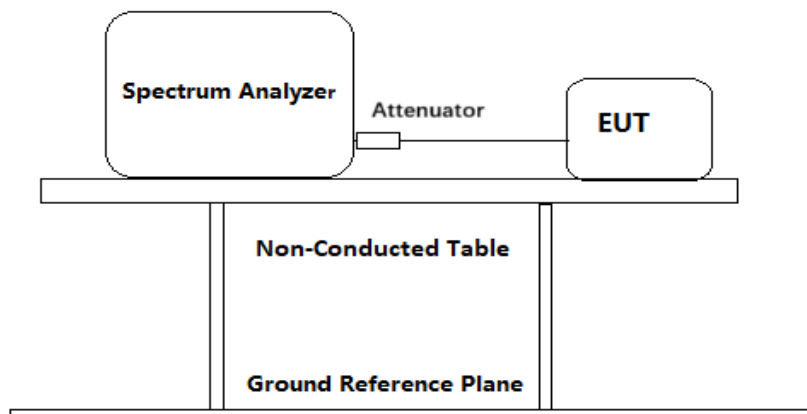 Spectrum Analyzer
Attenuator
EUT
Non-Conducted Table
Ground Reference Plane